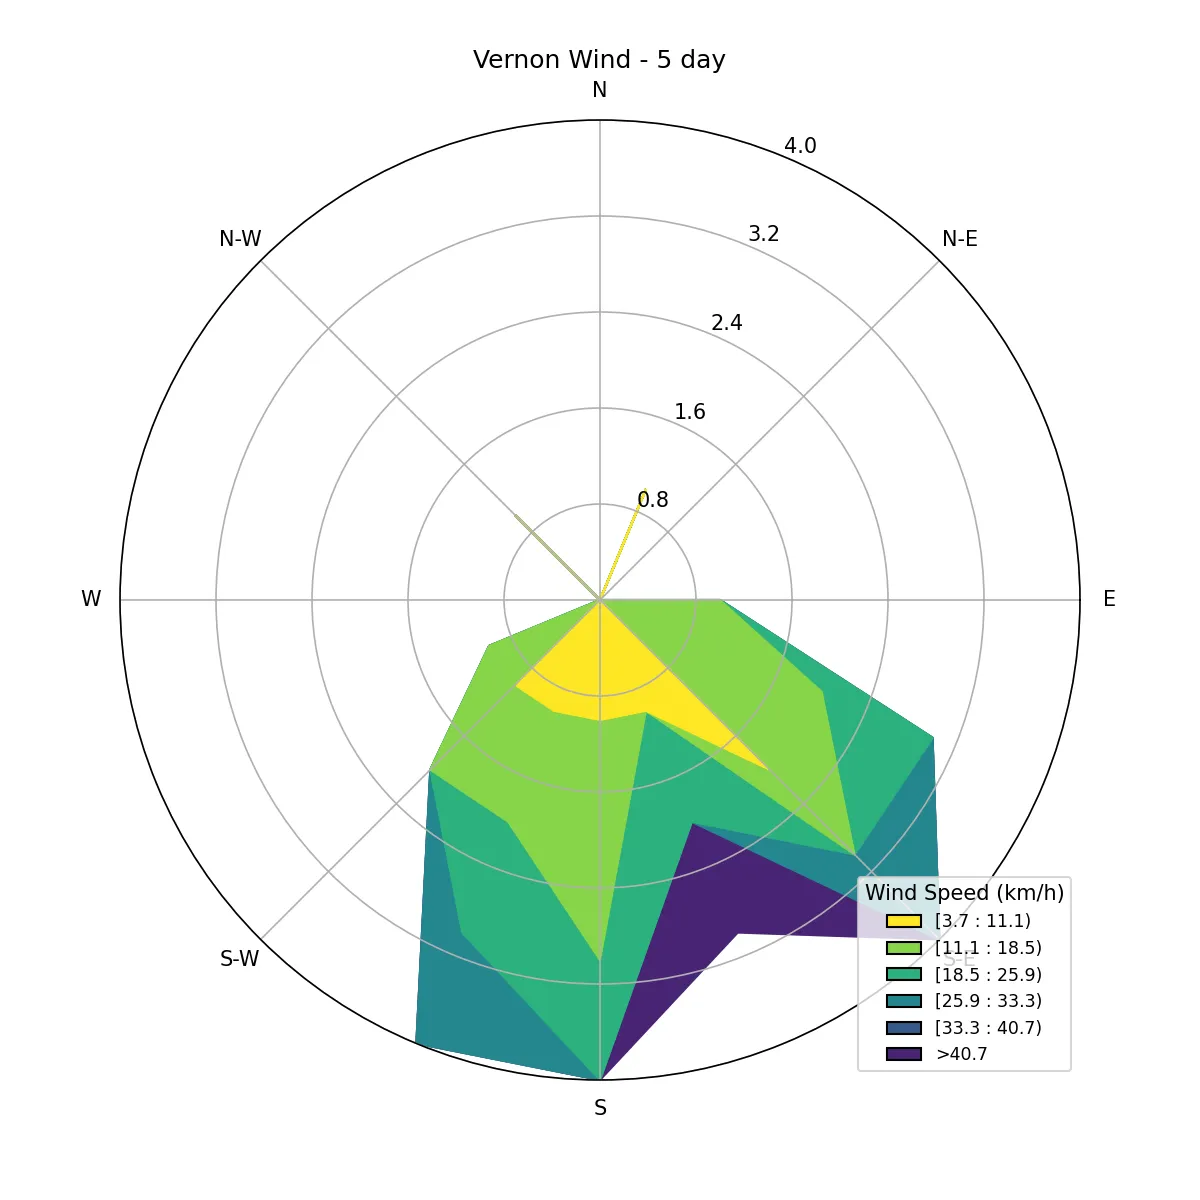 Vernon Wind - 5 day
N
4.0
N-W
3.2
N-E
2.4
1.6
0.8
W
E
Wind Speed (km/h)
[3.7 : 11.1)
[11.1 : 18.5)
S-W
S-E
[18.5 : 25.9)
[25.9 : 33.3)
[33.3 : 40.7)
>40.7
S